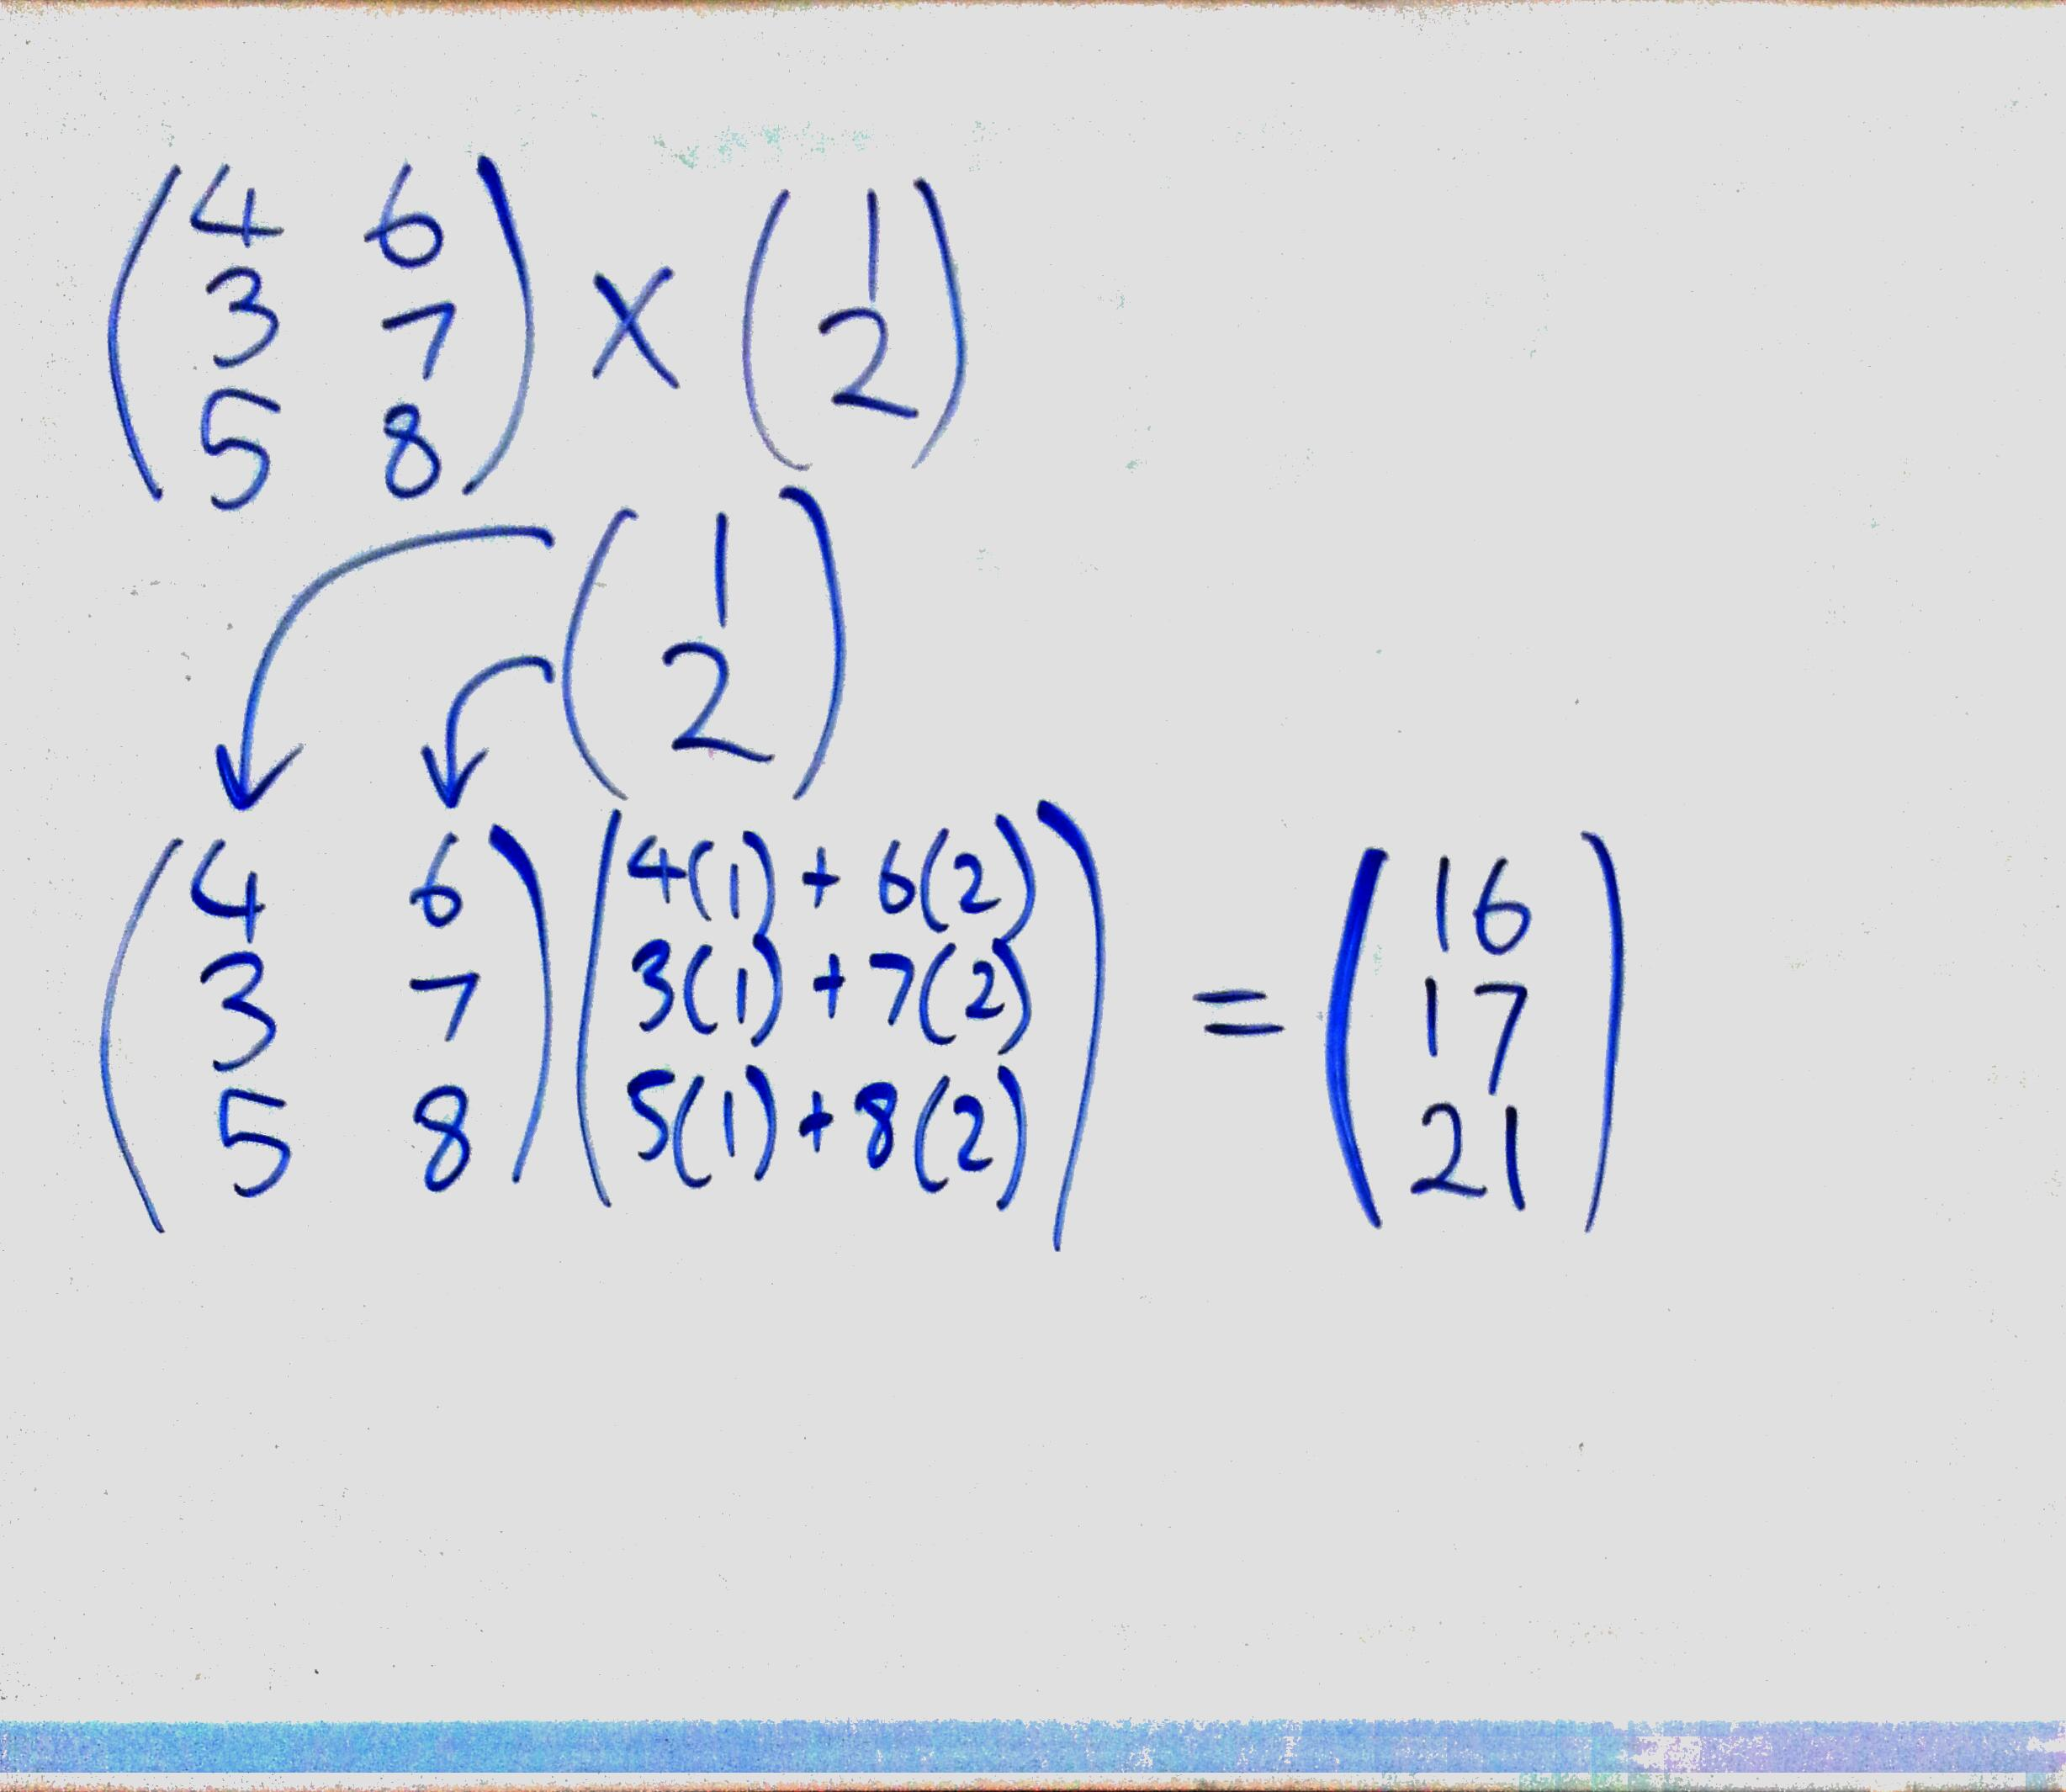 4 6   1
3 7 × 2
5 8
1
2
4 6 4(1) + 6(2)   16
3 7 3(1) + 7(2) = 17
5 8 5(1) + 8(2)   21